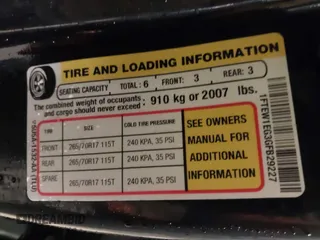 TIRE AND LOADING INFORMATION
SEATING CAPACITY TOTAL: 6 FRONT: 3 REAR: 3
The combined weight of occupants and cargo should never exceed: 910 kg or 2007 lbs.
TIRE SIZE COLD TIRE PRESSURE
FRONT 265/70R17 115T 240 KPA, 35 PSI
REAR 265/70R17 115T 240 KPA, 35 PSI
SPARE 265/70R17 115T 240 KPA, 35 PSI
SEE OWNERS
MANUAL FOR
ADDITIONAL
INFORMATION
1FTEW1E63GFB29227